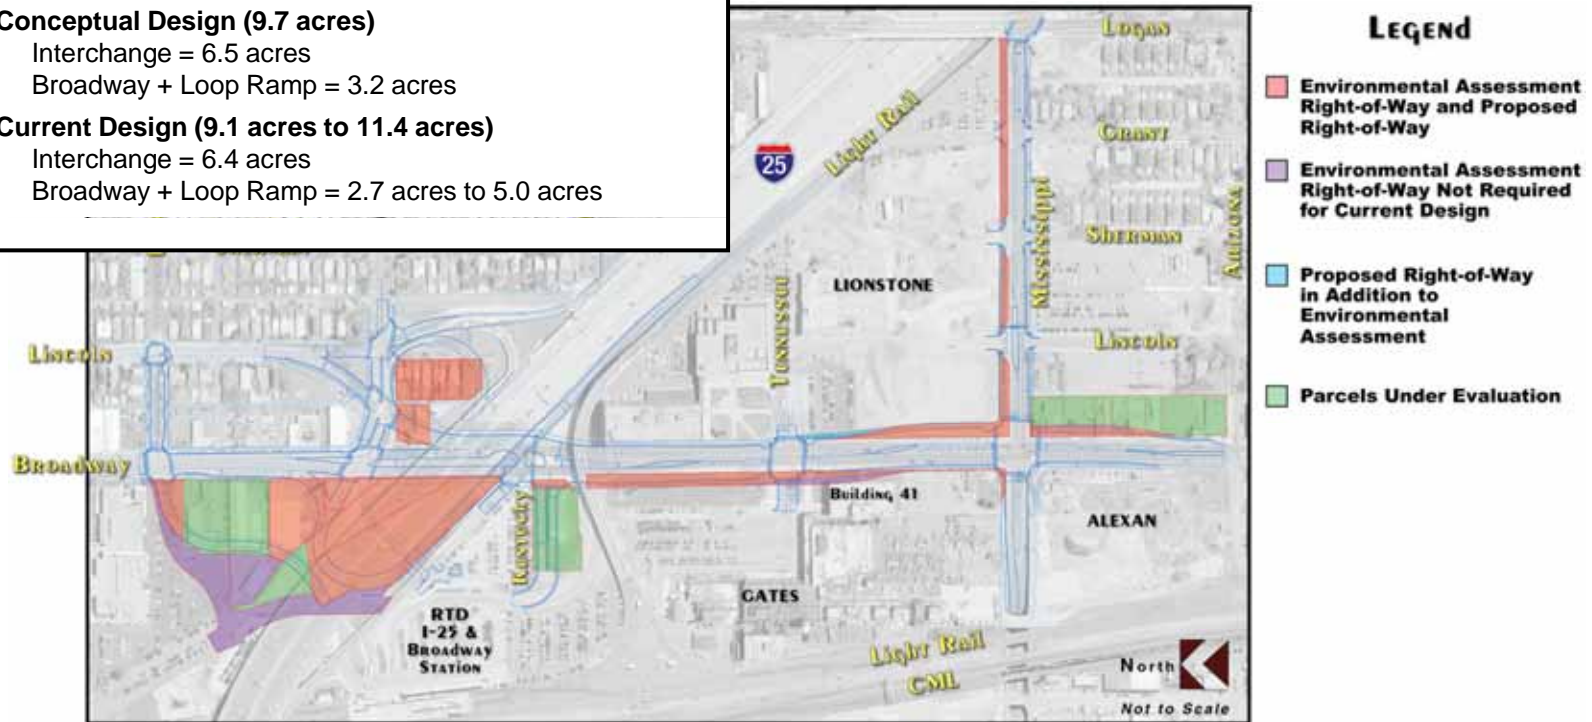 Conceptual Design (9.7 acres)
Interchange = 6.5 acres
Broadway + Loop Ramp = 3.2 acres
Current Design (9.1 acres to 11.4 acres)
Interchange = 6.4 acres
Broadway + Loop Ramp = 2.7 acres to 5.0 acres
Legend
Environmental Assessment
Right-of-Way and Proposed
Right-of-Way
Environmental Assessment
Right-of-Way Not Required
for Current Design
Proposed Right-of-Way
in Addition to
Environmental
Assessment
Parcels Under Evaluation
Logan
Light Rail
25
Grant
Mississippi
Sherman
Arizona
LIONSTONE
Tennessee
Lincoln
Lincoln
Broadway
Building 41
Kentucky
ALEXAN
GATES
RTD
I-25 &
Broadway
Station
Light Rail
CML
North
Not to Scale